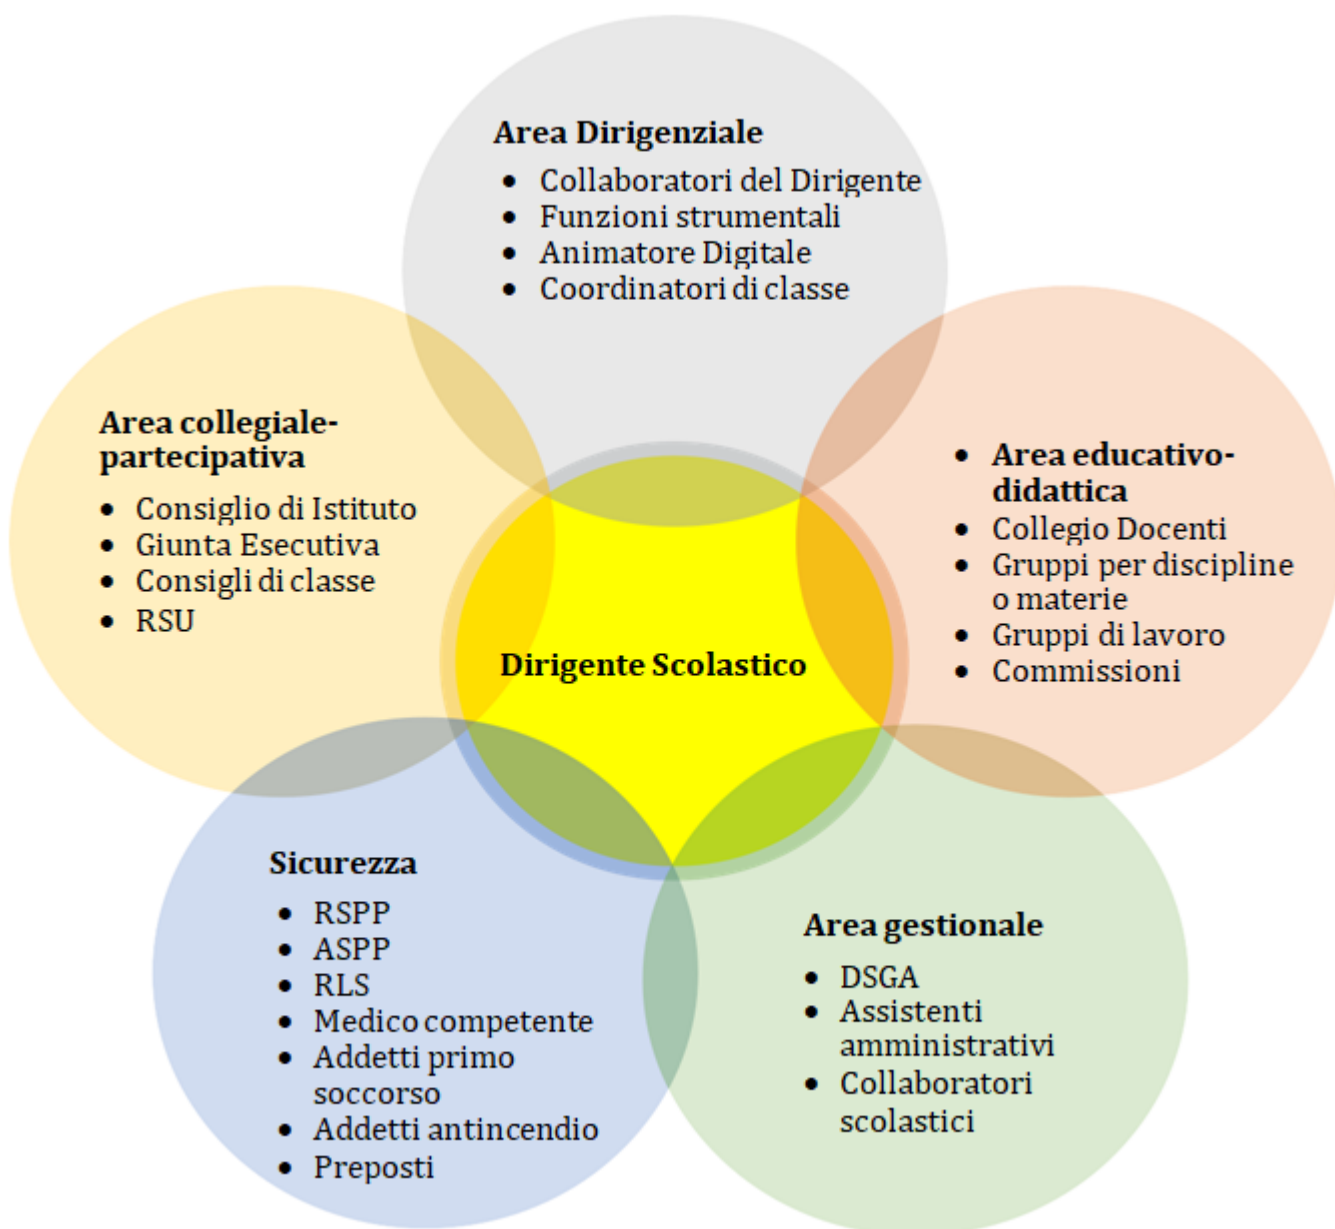 Area Dirigenziale
• Collaboratori del Dirigente
• Funzioni strumentali
• Animatore Digitale
• Coordinatori di classe
Area collegiale-
partecipativa
• Consiglio di Istituto
• Giunta Esecutiva
• Consigli di classe
• RSU
• Area educativo-
didattica
• Collegio Docenti
• Gruppi per discipline
o materie
• Gruppi di lavoro
• Commissioni
Dirigente Scolastico
Sicurezza
• RSPP
• ASPP
• RLS
• Medico competente
• Addetti primo
soccorso
• Addetti antincendio
• Preposti
Area gestionale
• DSGA
• Assistenti
amministrativi
• Collaboratori
scolastici